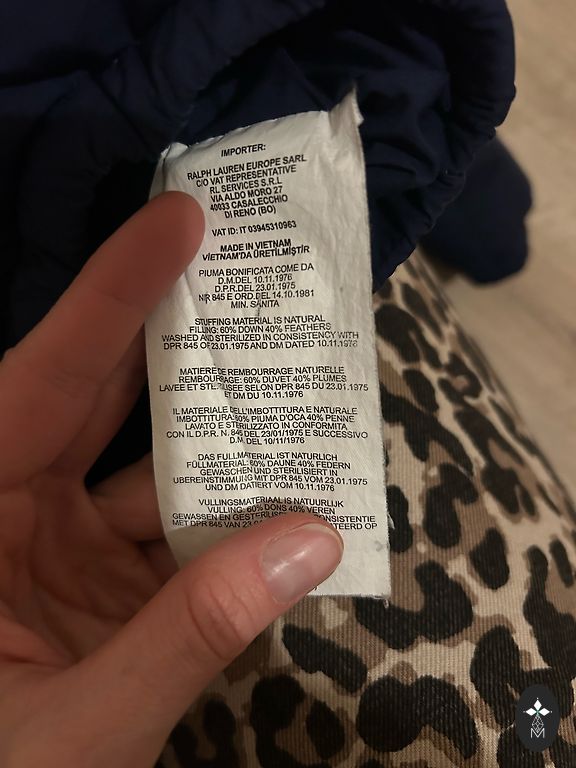 IMPORTER:
RALPH LAUREN EUROPE SARL
C/O VAT REPRESENTATIVE
RL SERVICES S.R.L
VIA ALDO MORO 27
40033 CASALECCHIO
DI RENO (BO)
VAT ID: IT 03945310963
MADE IN VIETNAM
VIETNAM'DA ÜRETILMIŞTIR
PIUMA BONIFICATA COME DA
D.M.DEL 10.11.1976
D.P.R.DEL 23.01.1975
N|R 845 E ORD.DEL 14.10.1981
MIN. SANITA
STUFFING MATERIAL IS NATURAL
FILLING: 60% DOWN 40% FEATHERS
WASHED AND STERILIZED IN CONSISTENCY WITH
DPR 845 OF 23.01.1975 AND DM DATED 10.11.1976
MATIERE DE REMBOURRAGE NATURELLE
REMBOURRAGE: 60% DUVET 40% PLUMES
LAVEE ET STERILISEE SELON DPR 845 DU 23.01.1975
ET DM DU 10.11.1976
IL MATERIALE DELL'IMBOTTITURA E NATURALE
IMBOTTITURA:60% PIUMA D'OCA 40% PENNE
LAVATO E STERILIZZATO IN CONFORMITA
CON IL D.P.R. N. 845 DEL 23/01/1975 E SUCCESSIVO
D.M. DEL 10/11/1976
DAS FULLMATERIAL IST NATURLICH
FÜLLMATERIAL: 60% DAUNE 40% FEDERN
GEWASCHEN UND STERILISIERT IN
UBEREINSTIMMUNG MIT DPR 845 VOM 23.01.1975
UND DM DATIERT VOM 10.11.1976
VULLINGSMATERIAAL IS NATUURLIJK
VULLING: 60% DONS 40% VEREN
GEWASSEN EN
MET DPR 845 VAN OP
M